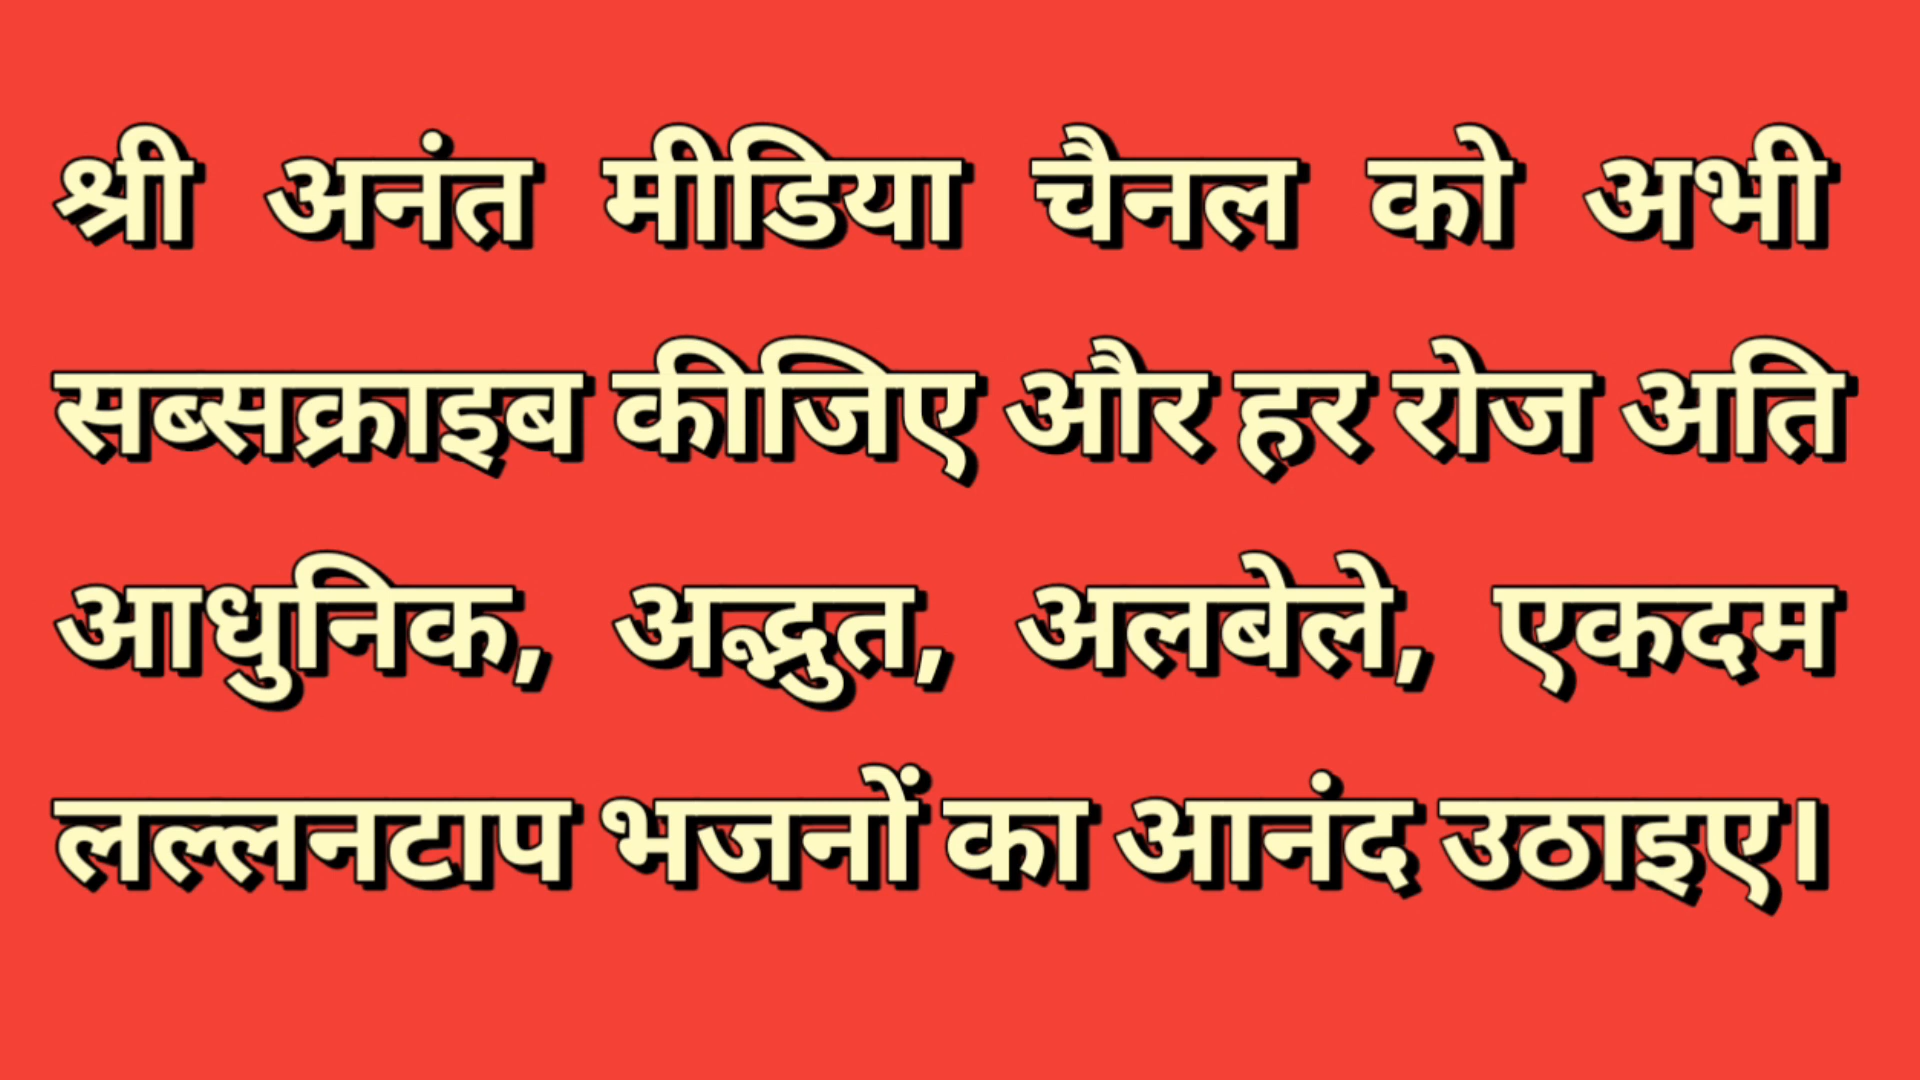 श्री अनंत मीडिया चैनल को अभी
सब्सक्राइब कीजिए और हर रोज अति
आधुनिक, अद्भुत, अलबेले, एकदम
लल्लनटाप भजनों का आनंद उठाइए।